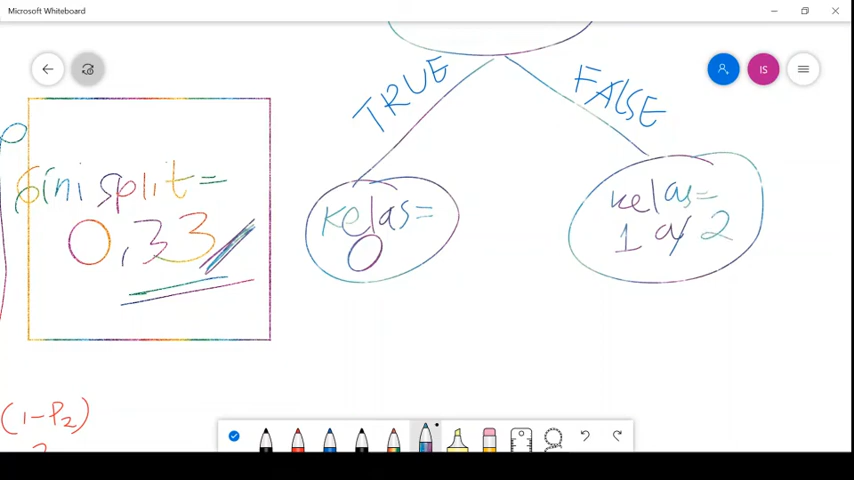 Microsoft Whiteboard
IS
TRUE
FALSE
Gini split =
0,33
kelas =
0
kelas =
1 a/ 2
(1-P2)